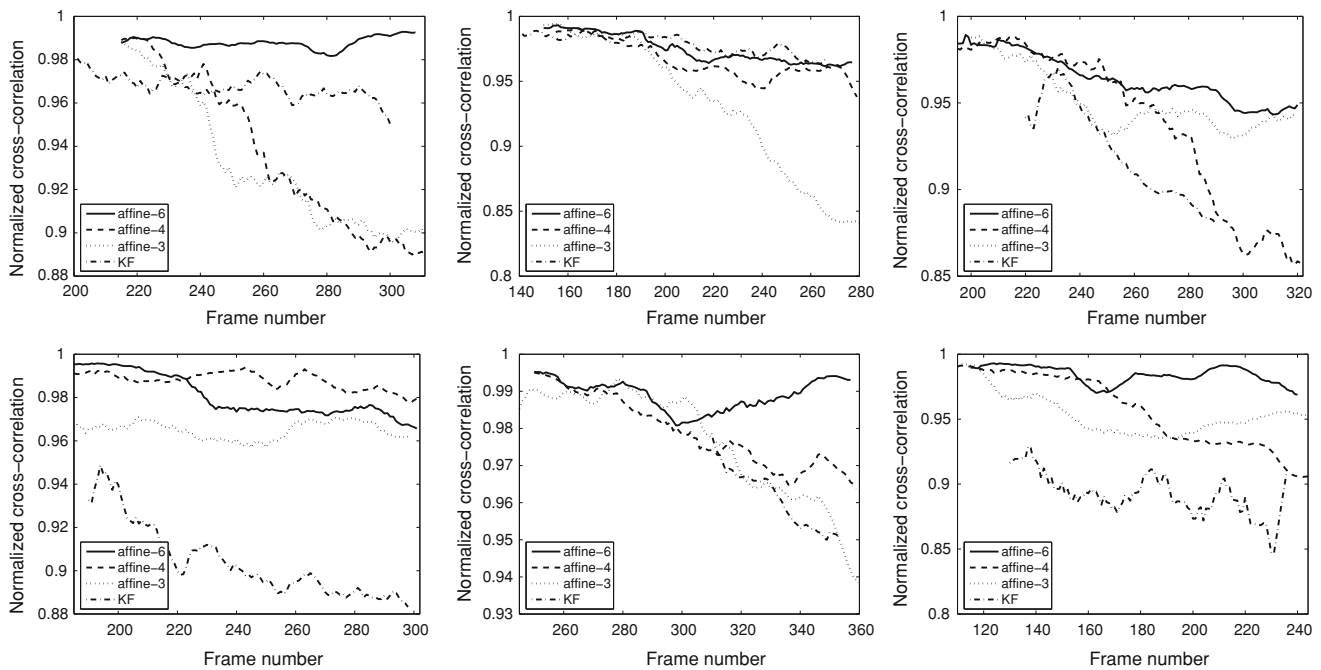 Normalized cross−correlation
1
0.98
0.96
0.94
0.92
0.9
0.88
affine−6
affine−4
affine−3
KF
200
220
240
260
280
300
Frame number
Normalized cross−correlation
1
0.95
0.9
0.85
0.8
affine−6
affine−4
affine−3
KF
140
160
180
200
220
240
260
280
Frame number
Normalized cross−correlation
1
0.95
0.9
0.85
affine−6
affine−4
affine−3
KF
200
220
240
260
280
300
320
Frame number
Normalized cross−correlation
1
0.98
0.96
0.94
0.92
0.9
0.88
affine−6
affine−4
affine−3
KF
200
220
240
260
280
300
Frame number
Normalized cross−correlation
1
0.99
0.98
0.97
0.96
0.95
0.94
0.93
affine−6
affine−4
affine−3
KF
260
280
300
320
340
360
Frame number
Normalized cross−correlation
1
0.95
0.9
0.85
0.8
affine−6
affine−4
affine−3
KF
120
140
160
180
200
220
240
Frame number